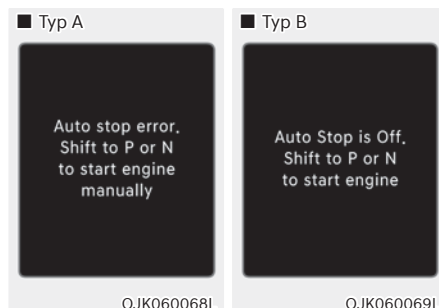 ■ Typ A
Auto stop error.
Shift to P or N
to start engine
manually
OJK060068L
■ Typ B
Auto Stop is Off.
Shift to P or N
to start engine
OJK060069L